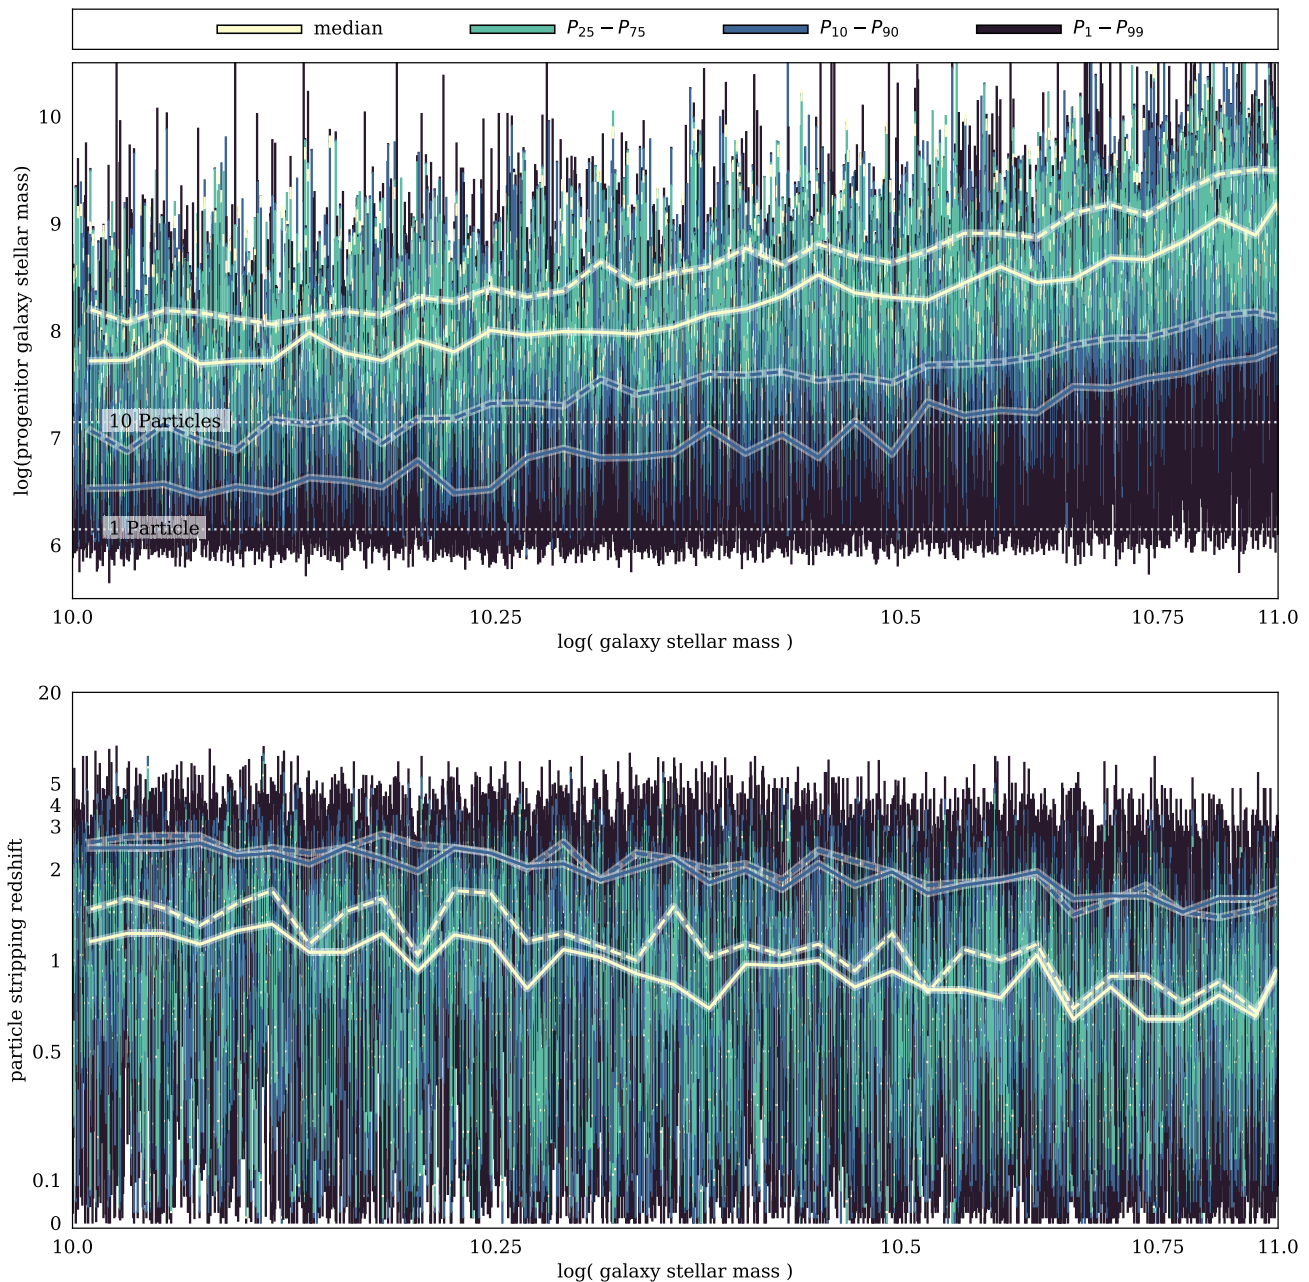 median P₂₅ − P₇₅ P₁₀ − P₉₀ P₁ − P₉₉
10
9
8
7
6
log(progenitor galaxy stellar mass)
10 Particles
1 Particle
10.0 10.25 10.5 10.75 11.0
log( galaxy stellar mass )
20
5
4
3
2
1
0.5
0.1
0
particle stripping redshift
10.0 10.25 10.5 10.75 11.0
log( galaxy stellar mass )